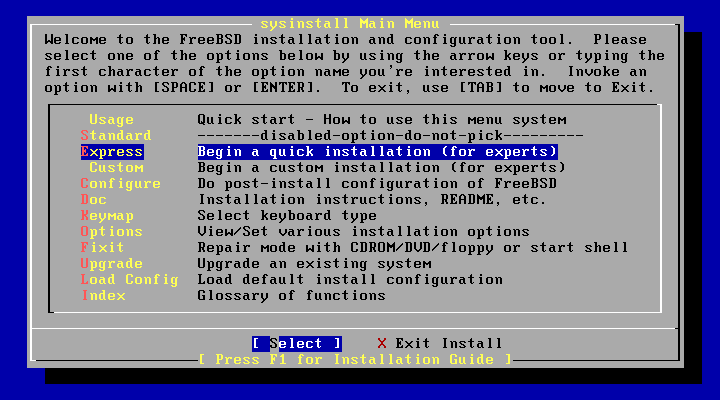 sysinstall Main Menu
Welcome to the FreeBSD installation and configuration tool.  Please
select one of the options below by using the arrow keys or typing the
first character of the option name you're interested in.  Invoke an
option with [SPACE] or [ENTER].  To exit, use [TAB] to move to Exit.
Usage Quick start - How to use this menu system
Standard -------disabled-option-do-not-pick---------
Express Begin a quick installation (for experts)
Custom Begin a custom installation (for experts)
Configure Do post-install configuration of FreeBSD
Doc Installation instructions, README, etc.
Keymap Select keyboard type
Options View/Set various installation options
Fixit Repair mode with CDROM/DVD/floppy or start shell
Upgrade Upgrade an existing system
Load Config Load default install configuration
Index Glossary of functions
[ Select ] X Exit Install
[ Press F1 for Installation Guide ]